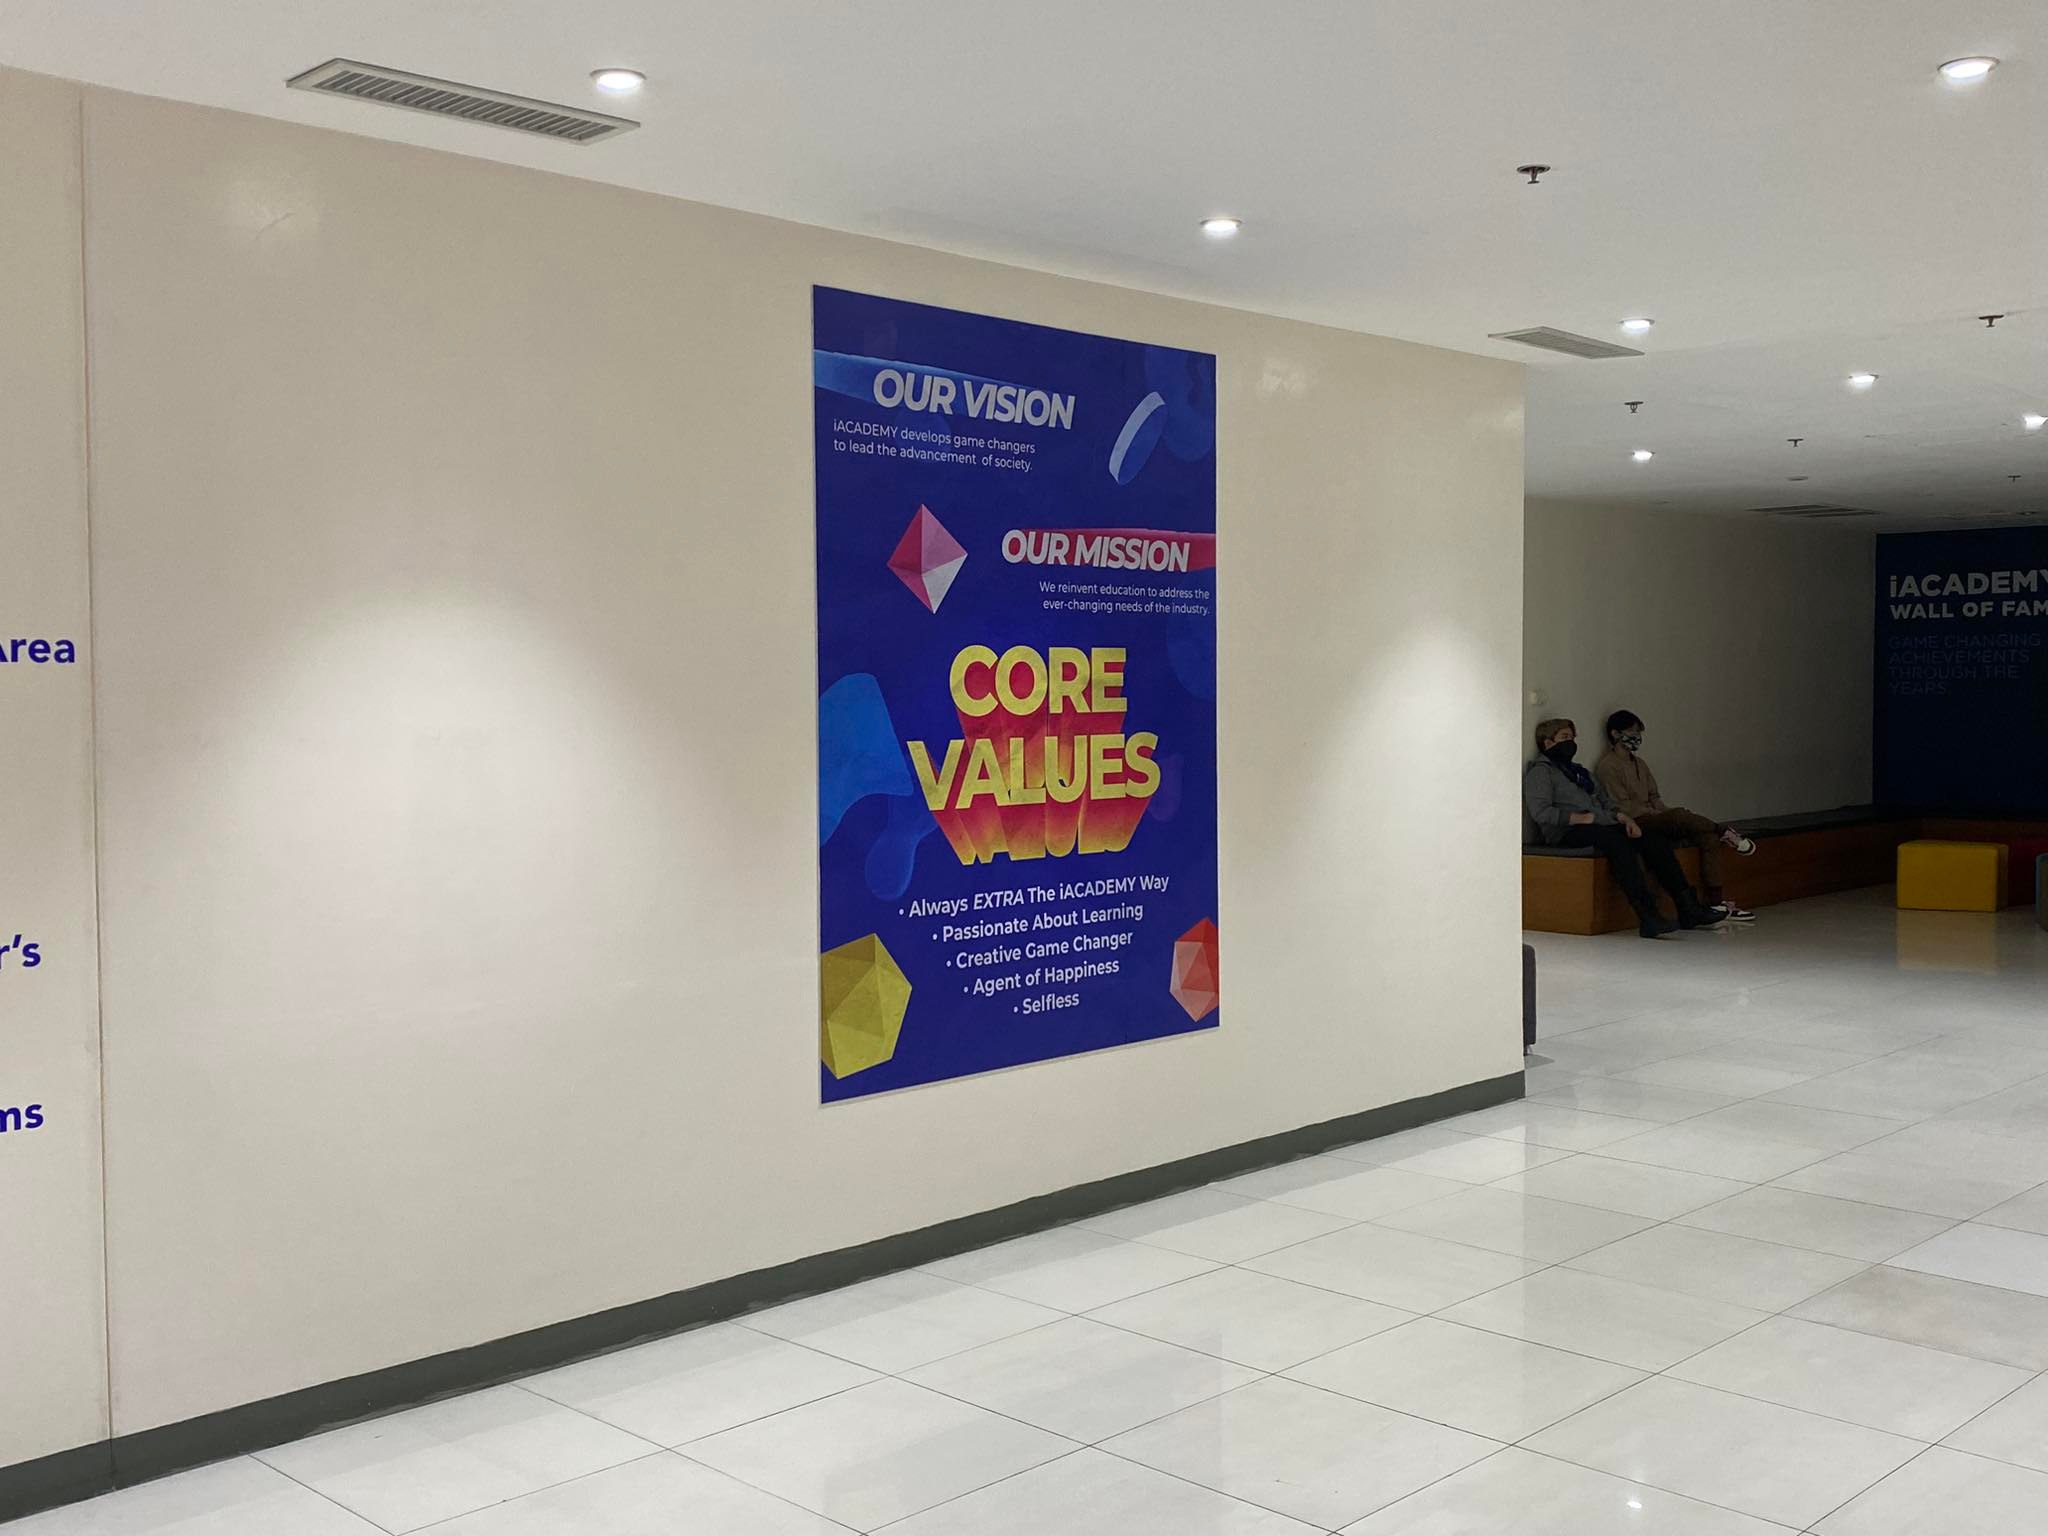 Area
r's
ms
OUR VISION
iACADEMY develops game changers
to lead the advancement of society.
OUR MISSION
We reinvent education to address the
ever-changing needs of the industry.
CORE
VALUES
• Always EXTRA The iACADEMY Way
• Passionate About Learning
• Creative Game Changer
• Agent of Happiness
• Selfless
iACADEMY
WALL OF FAM
GAME CHANGING
ACHIEVEMENTS
THROUGH THE
YEARS